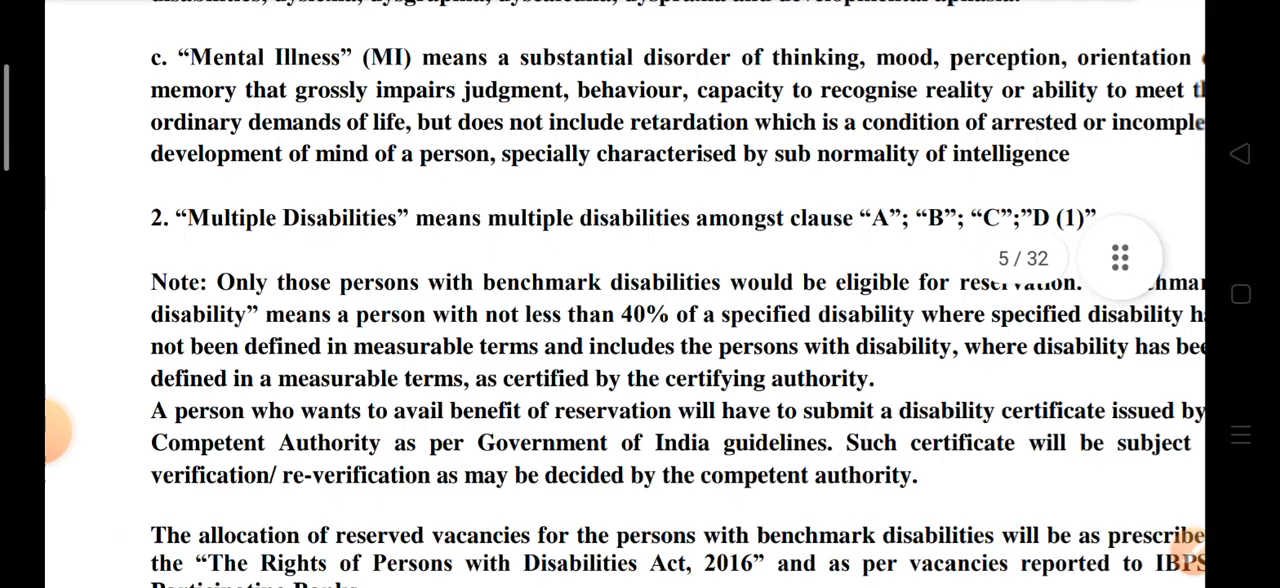 c. “Mental Illness” (MI) means a substantial disorder of thinking, mood, perception, orientation
memory that grossly impairs judgment, behaviour, capacity to recognise reality or ability to meet
ordinary demands of life, but does not include retardation which is a condition of arrested or incomple
development of mind of a person, specially characterised by sub normality of intelligence
2. “Multiple Disabilities” means multiple disabilities amongst clause “A”; “B”; “C”;”D (1)”
5 / 32
Note: Only those persons with benchmark disabilities would be eligible for
disability” means a person with not less than 40% of a specified disability where specified disability
not been defined in measurable terms and includes the persons with disability, where disability has bee
defined in a measurable terms, as certified by the certifying authority.
A person who wants to avail benefit of reservation will have to submit a disability certificate issued by
Competent Authority as per Government of India guidelines. Such certificate will be subject
verification/ re-verification as may be decided by the competent authority.
The allocation of reserved vacancies for the persons with benchmark disabilities will be as prescribe
the “The Rights of Persons with Disabilities Act, 2016” and as per vacancies reported to IBPS